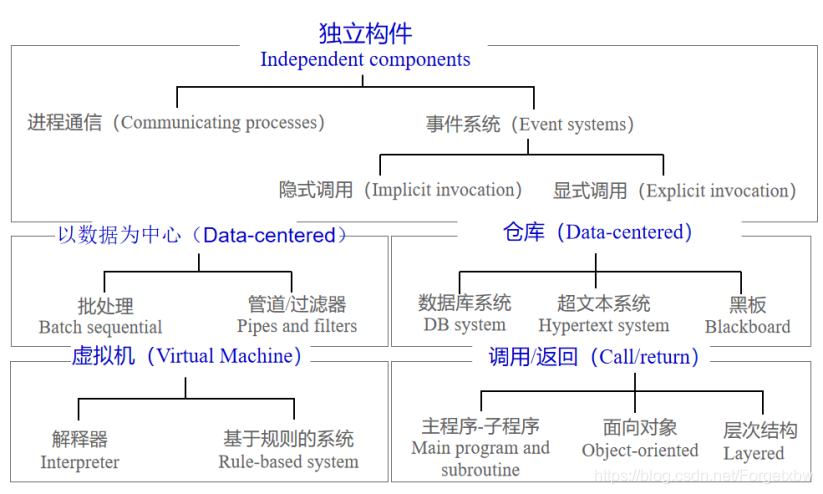 独立构件
Independent components
进程通信（Communicating processes）
事件系统（Event systems）
隐式调用（Implicit invocation）
显式调用（Explicit invocation）
以数据为中心（Data-centered）
批处理
Batch sequential
管道/过滤器
Pipes and filters
仓库（Data-centered）
数据库系统
DB system
超文本系统
Hypertext system
黑板
Blackboard
虚拟机（Virtual Machine）
解释器
Interpreter
基于规则的系统
Rule-based system
调用/返回（Call/return）
主程序-子程序
Main program and
subroutine
面向对象
Object-oriented
层次结构
Layered
https://blog.csdn.net/Forgetxbw